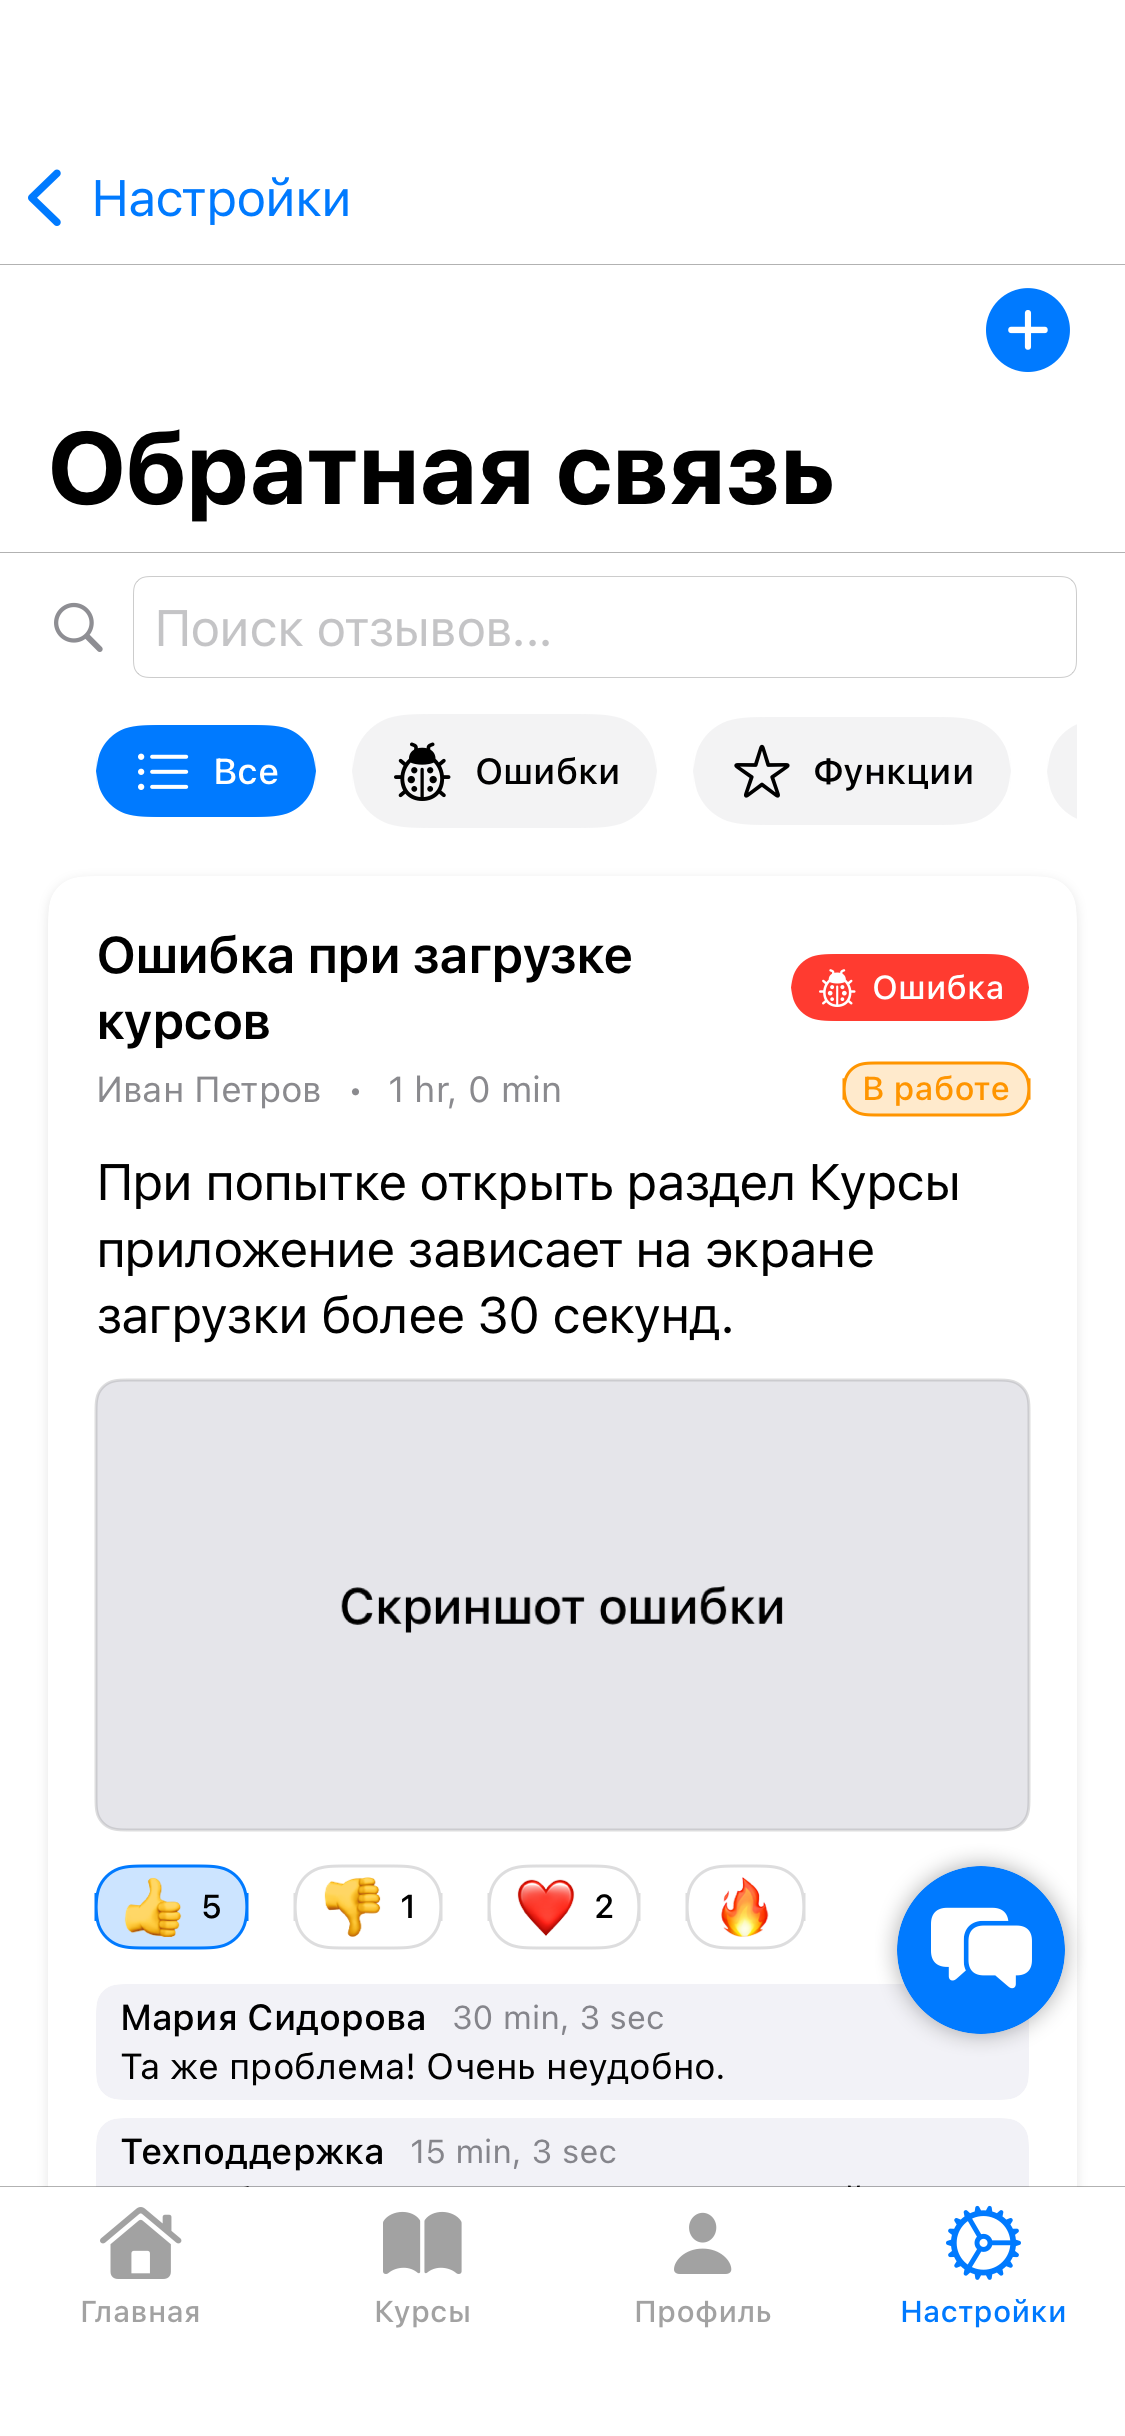 Настройки
Обратная связь
Поиск отзывов...
Все
Ошибки
Функции
Ошибка при загрузке
курсов
Ошибка
Иван Петров • 1 hr, 0 min
В работе
При попытке открыть раздел Курсы
приложение зависает на экране
загрузки более 30 секунд.
Скриншот ошибки
5
1
2
Мария Сидорова 30 min, 3 sec
Та же проблема! Очень неудобно.
Техподдержка 15 min, 3 sec
Главная
Курсы
Профиль
Настройки